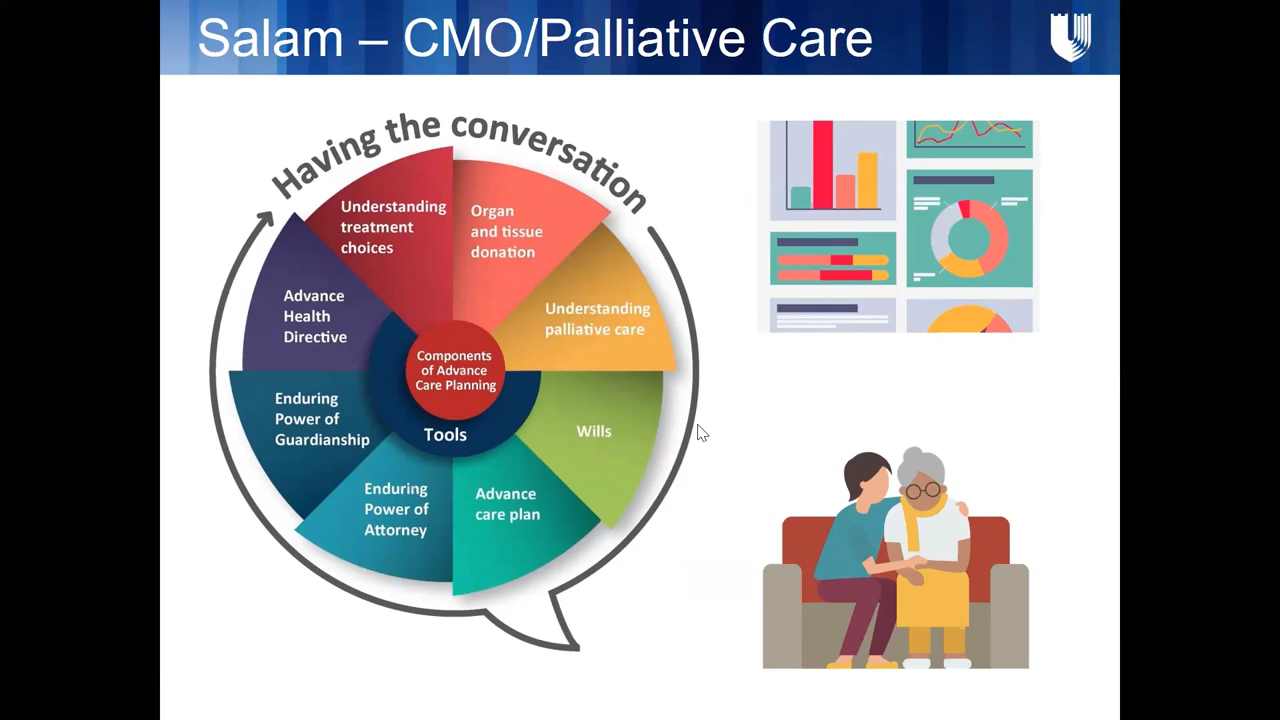 Salam – CMO/Palliative Care
Having the conversation
Understanding
treatment
choices
Organ
and tissue
donation
Understanding
palliative care
Wills
Advance
care plan
Enduring
Power of
Attorney
Enduring
Power of
Guardianship
Advance
Health
Directive
Components
of Advance
Care Planning
Tools